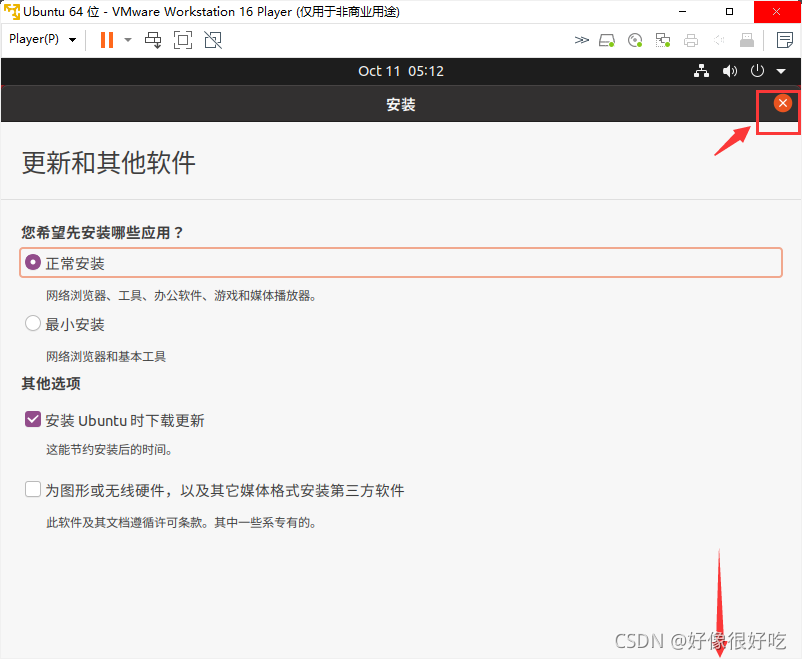 Ubuntu 64 位 - VMware Workstation 16 Player (仅用于非商业用途)
Player(P)
Oct 11 05:12
安装
更新和其他软件
您希望先安装哪些应用？
正常安装
网络浏览器、工具、办公软件、游戏和媒体播放器。
最小安装
网络浏览器和基本工具
其他选项
安装 Ubuntu 时下载更新
这能节约安装后的时间。
为图形或无线硬件，以及其它媒体格式安装第三方软件
此软件及其文档遵循许可条款。其中一些系专有的。
CSDN @好像很好吃